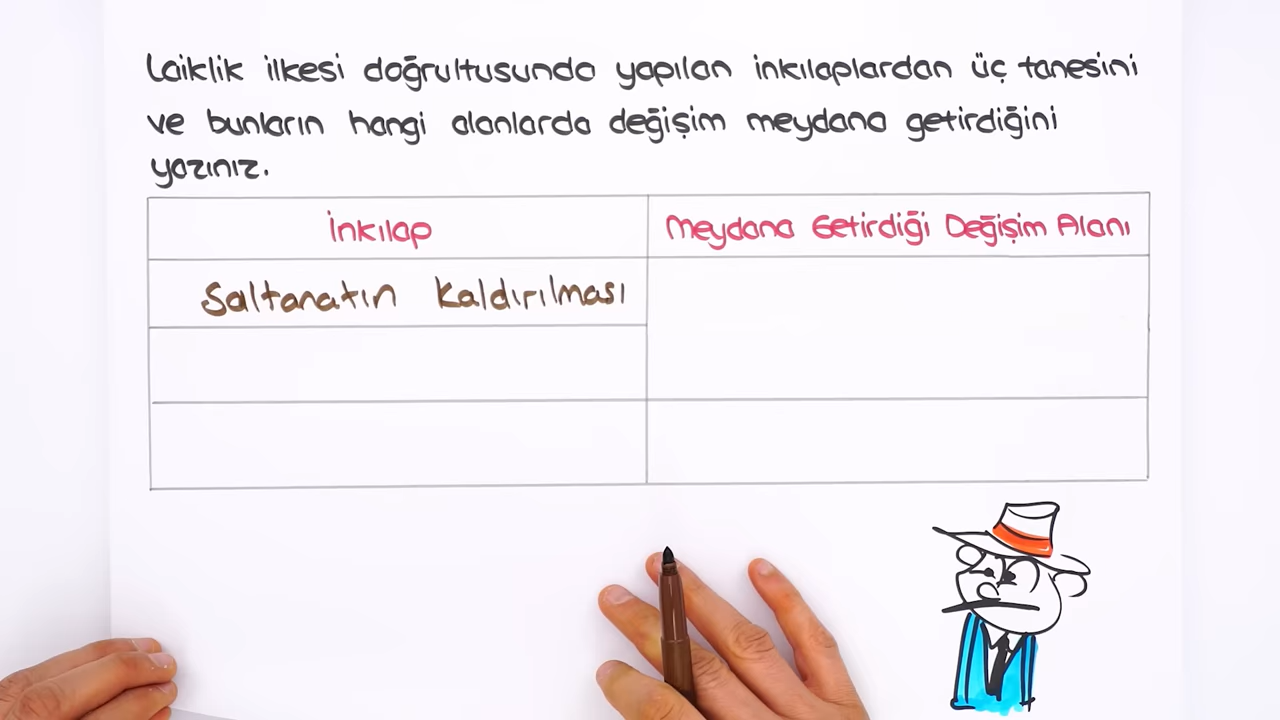 Laiklik ilkesi doğrultusunda yapılan inkılaplardan üç tanesini
ve bunların hangi alanlarda değişim meydana getirdiğini
yazınız.
İnkılap
Meydana Getirdiği Değişim Alanı
Saltanatın Kaldırılması